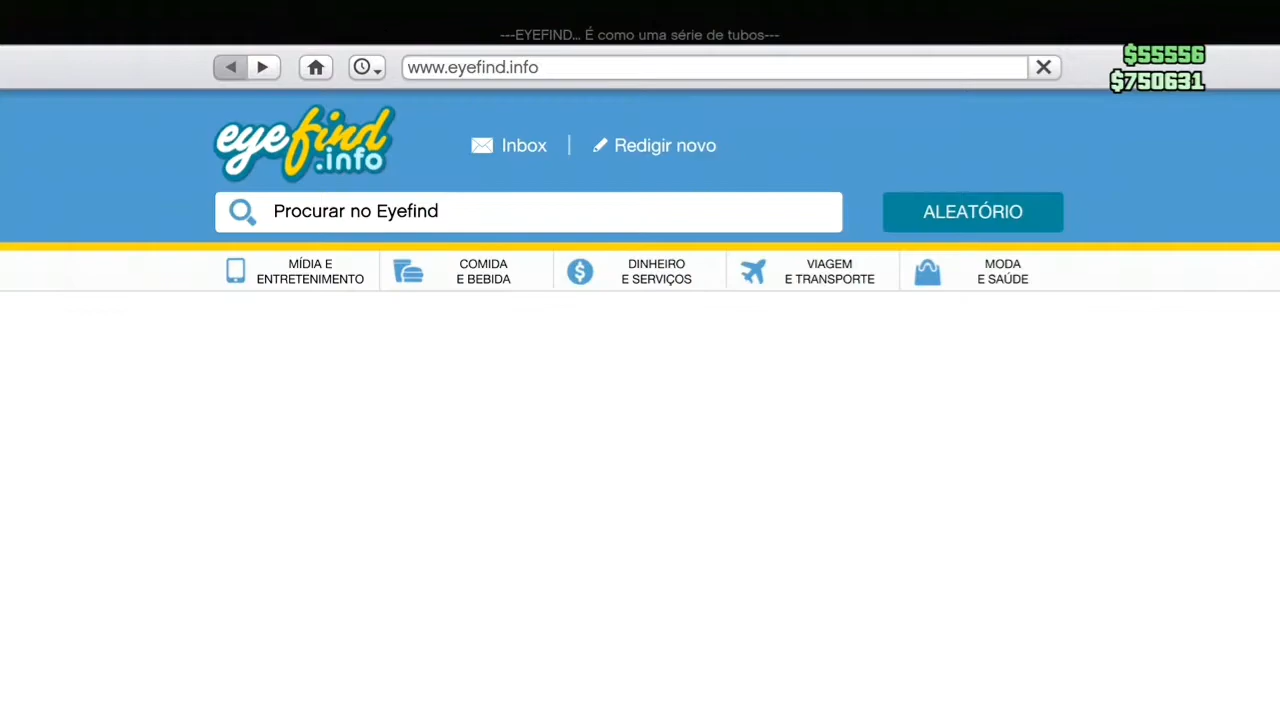 ---EYEFIND... É como uma série de tubos---
www.eyefind.info
$55556
$750631
eyefind
.info
Inbox
Redigir novo
Procurar no Eyefind
ALEATÓRIO
MÍDIA E
ENTRETENIMENTO
COMIDA
E BEBIDA
DINHEIRO
E SERVIÇOS
VIAGEM
E TRANSPORTE
MODA
E SAÚDE